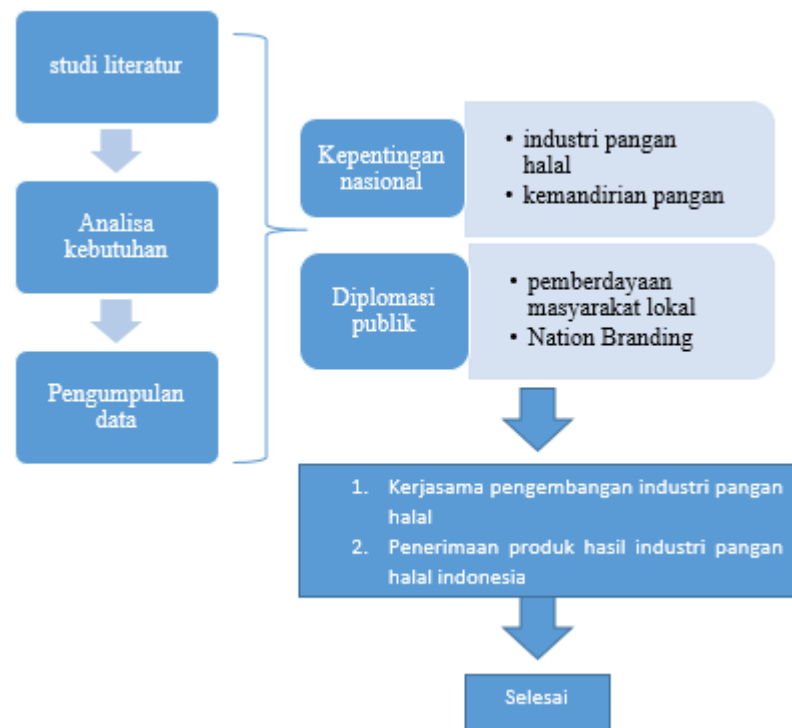 studi literatur
Analisa
kebutuhan
Pengumpulan
data
Kepentingan
nasional
• industri pangan
halal
• kemandirian pangan
Diplomasi
publik
• pemberdayaan
masyarakat lokal
• Nation Branding
1. Kerjasama pengembangan industri pangan
halal
2. Penerimaan produk hasil industri pangan
halal indonesia
Selesai